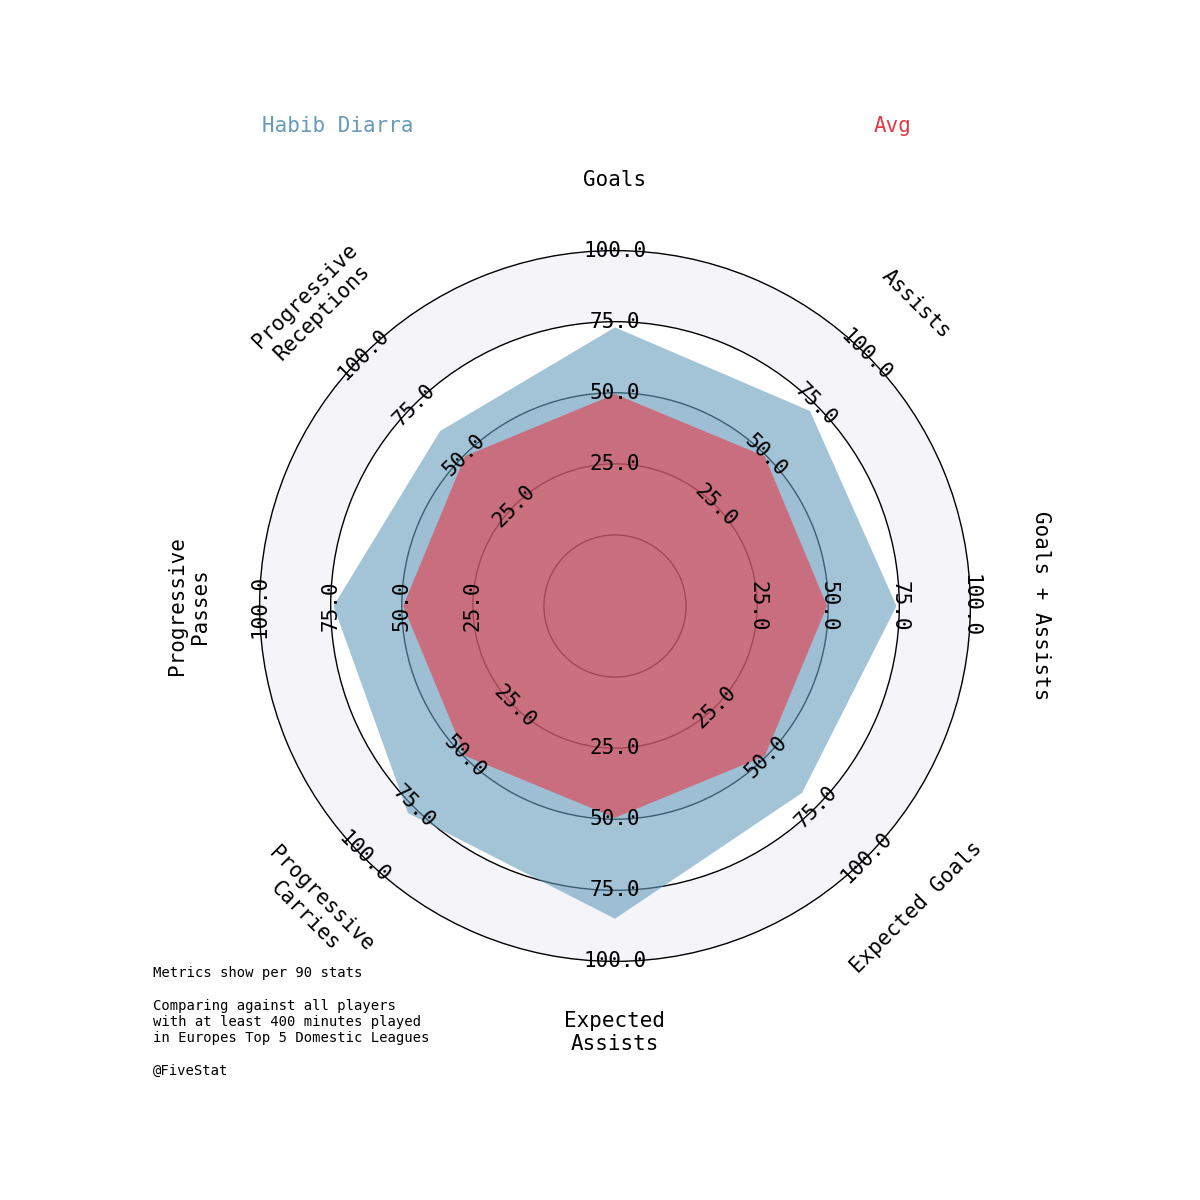 Habib Diarra
Avg
Goals
Assists
Goals + Assists
Expected Goals
Expected
Assists
Progressive
Carries
Progressive
Passes
Progressive
Receptions
100.0
75.0
50.0
25.0
100.0
75.0
50.0
25.0
100.0
75.0
50.0
25.0
100.0
75.0
50.0
25.0
100.0
75.0
50.0
25.0
100.0
75.0
50.0
25.0
100.0
75.0
50.0
25.0
100.0
75.0
50.0
25.0
Metrics show per 90 stats
Comparing against all players
with at least 400 minutes played
in Europes Top 5 Domestic Leagues
@FiveStat